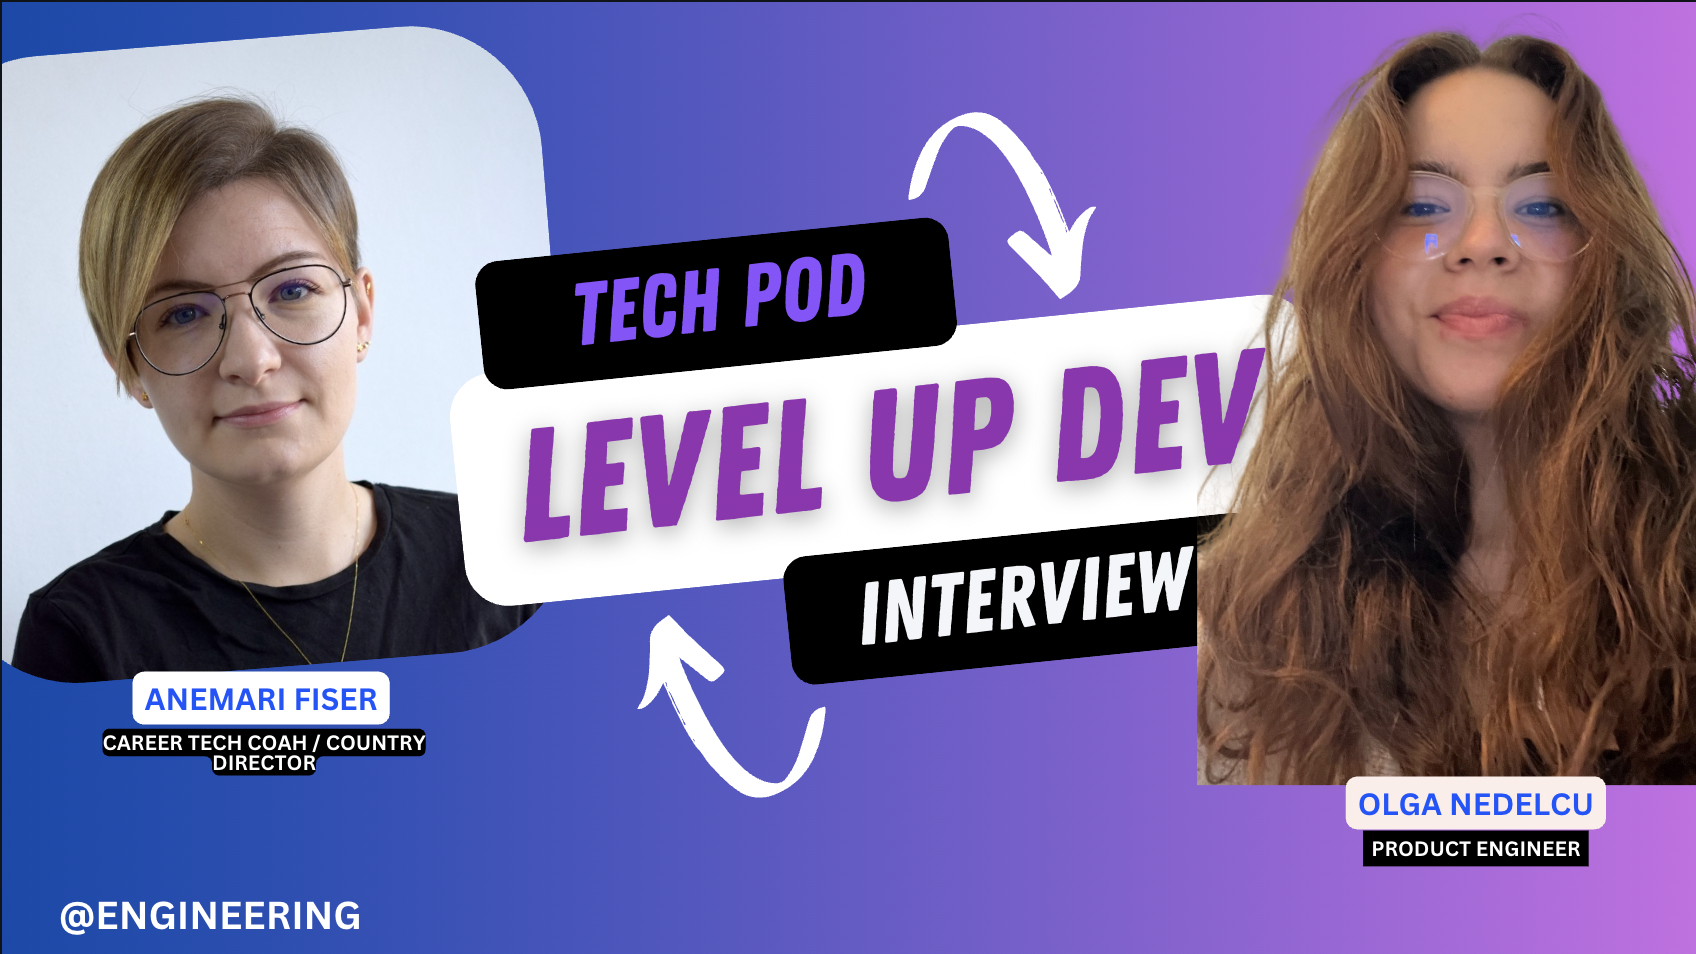 TECH POD
LEVEL UP DEV
INTERVIEW
ANEMARI FISER
CAREER TECH COAH / COUNTRY
DIRECTOR
OLGA NEDELCU
PRODUCT ENGINEER
@ENGINEERING